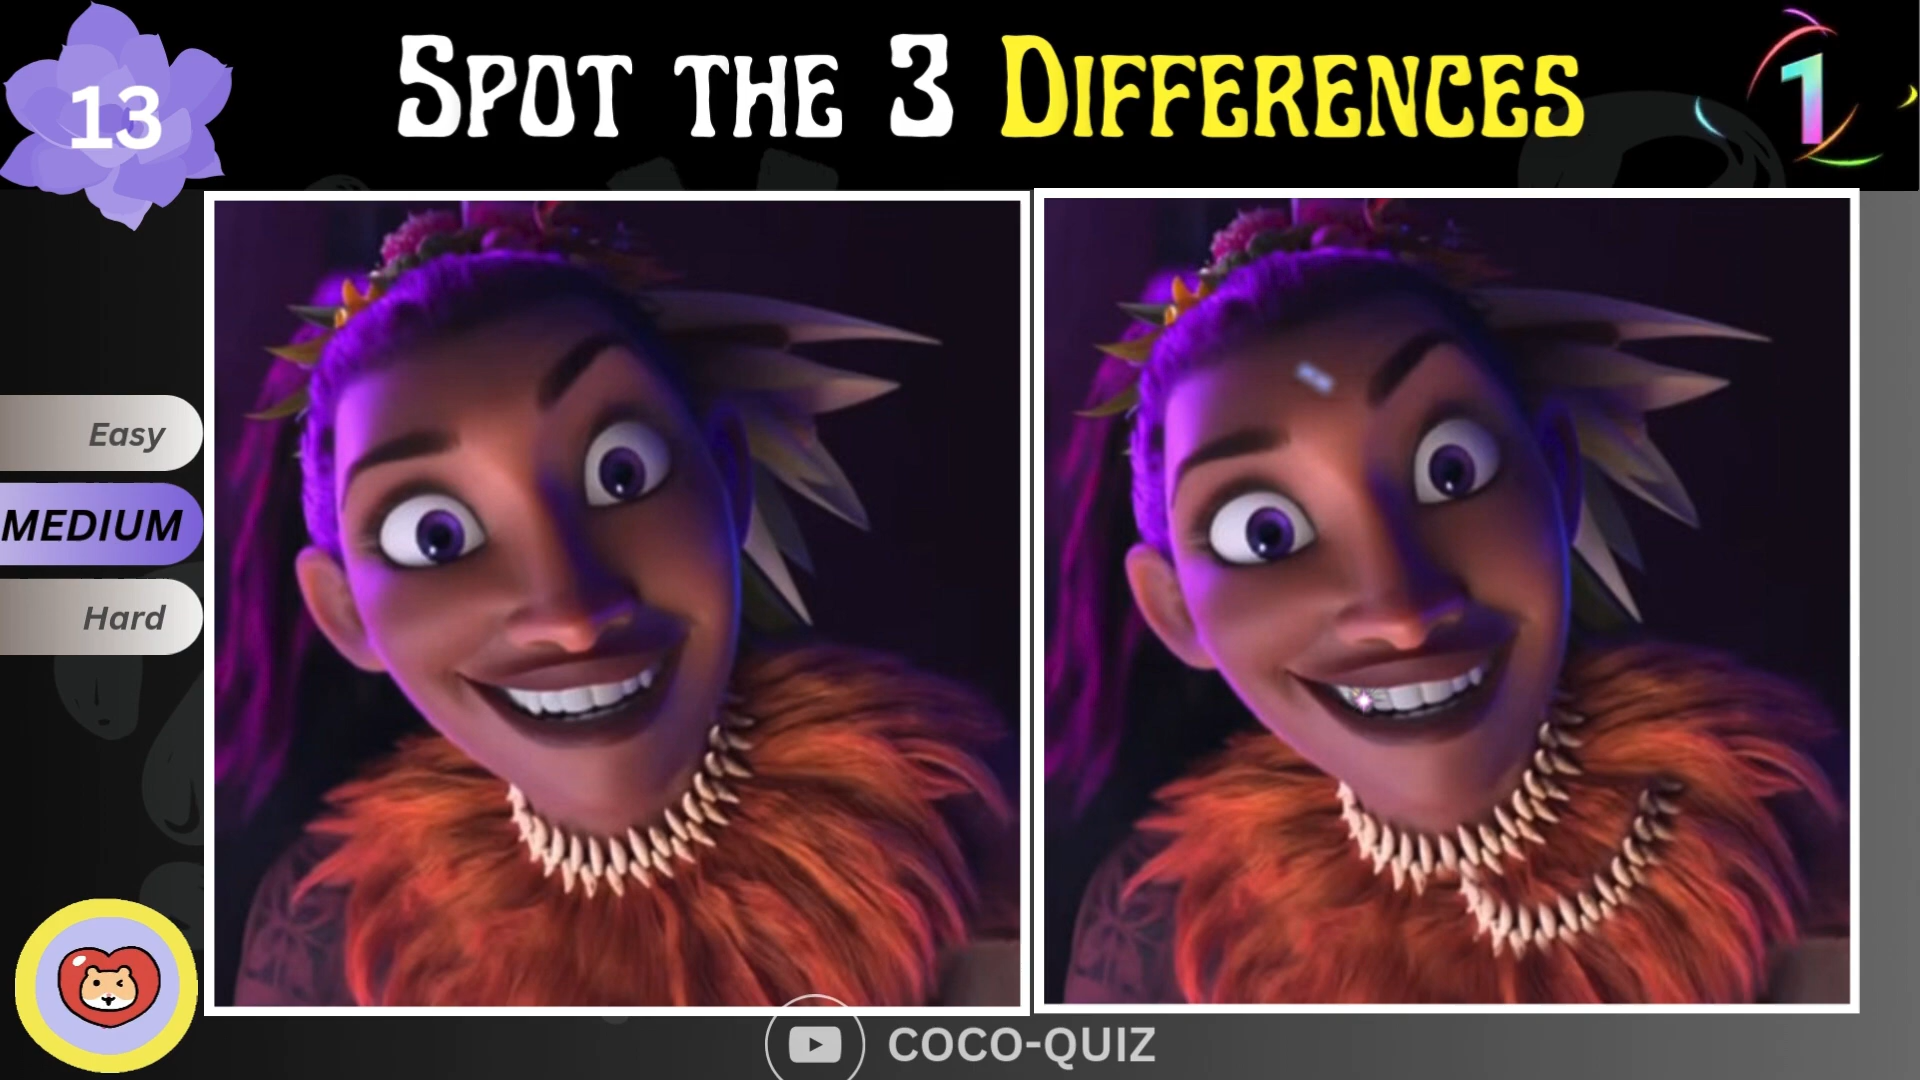 13
SPOT THE 3 DIFFERENCES
1
Easy
MEDIUM
Hard
COCO-QUIZ